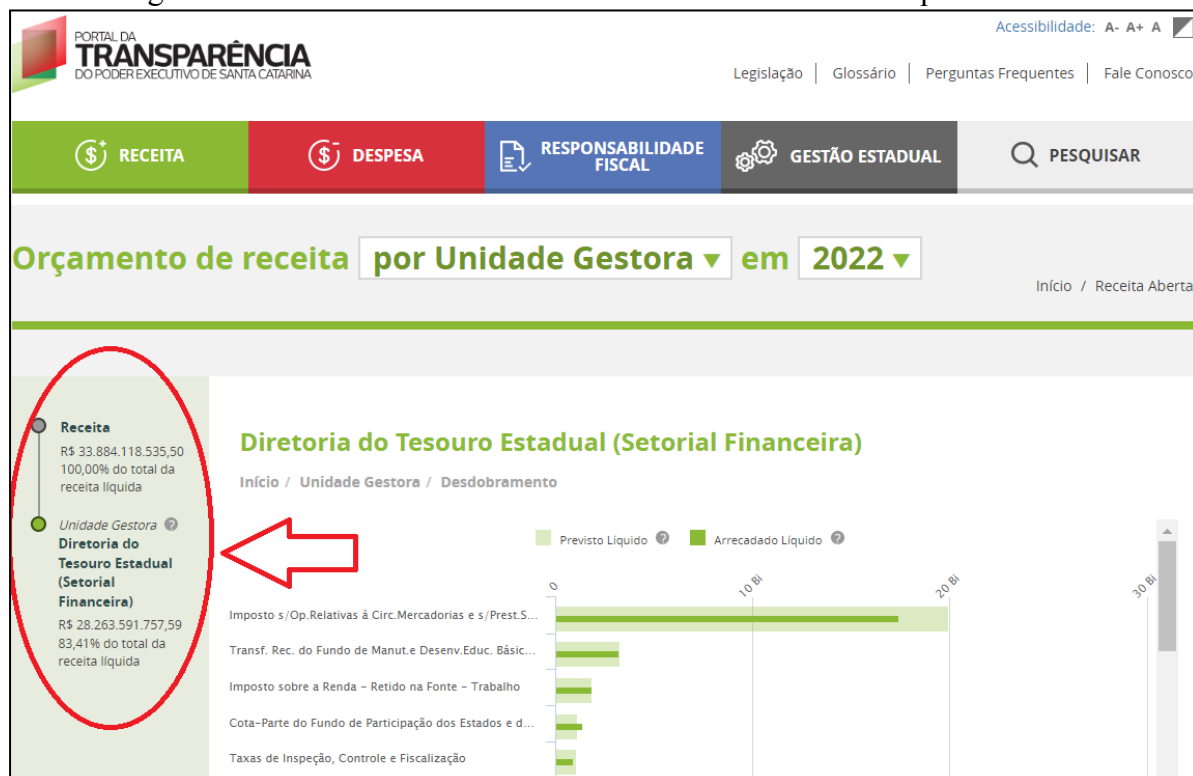 PORTAL DA
TRANSPARÊNCIA
DO PODER EXECUTIVO DE SANTA CATARINA
Acessibilidade: A- A+ A
Legislação | Glossário | Perguntas Frequentes | Fale Conosco
RECEITA
DESPESA
RESPONSABILIDADE
FISCAL
GESTÃO ESTADUAL
PESQUISAR
Orçamento de receita por Unidade Gestora ▾ em 2022 ▾
Início / Receita Aberta
Receita
R$ 33.884.118.535,50
100,00% do total da
receita líquida
Unidade Gestora ?
Diretoria do
Tesouro Estadual
(Setorial
Financeira)
R$ 28.263.591.757,59
83,41% do total da
receita líquida
Diretoria do Tesouro Estadual (Setorial Financeira)
Início / Unidade Gestora / Desdobramento
Previsto Líquido ? Arrecadado Líquido ?
0 10 Bi 20 Bi 30 Bi
Imposto s/Op.Relativas à Circ.Mercadorias e s/Prest.S...
Transf. Rec. do Fundo de Manut.e Desenv.Educ. Básic...
Imposto sobre a Renda - Retido na Fonte - Trabalho
Cota-Parte do Fundo de Participação dos Estados e d...
Taxas de Inspeção, Controle e Fiscalização